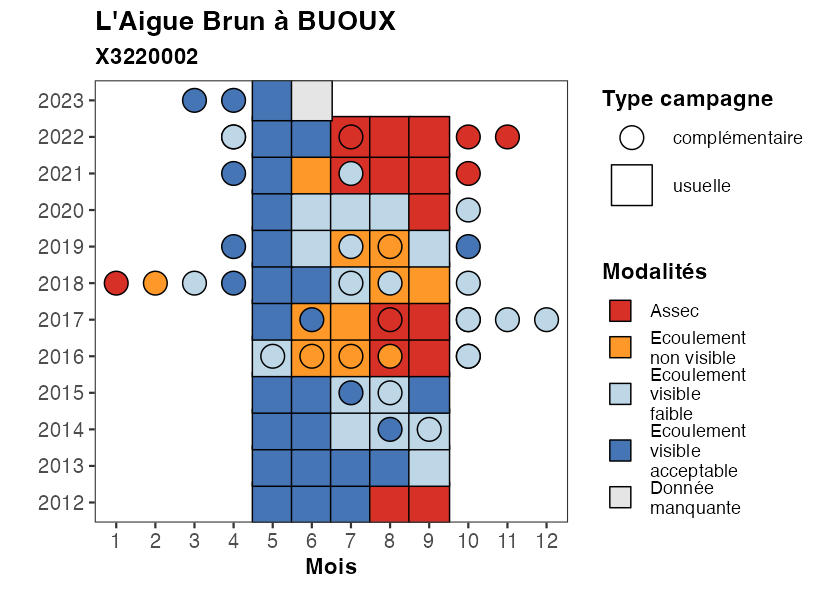 L'Aigue Brun à BUOUX
X3220002
2023
2022
2021
2020
2019
2018
2017
2016
2015
2014
2013
2012
1 2 3 4 5 6 7 8 9 10 11 12
Mois
Type campagne
complémentaire
usuelle
Modalités
Assec
Ecoulement
non visible
Ecoulement
visible
faible
Ecoulement
visible
acceptable
Donnée
manquante